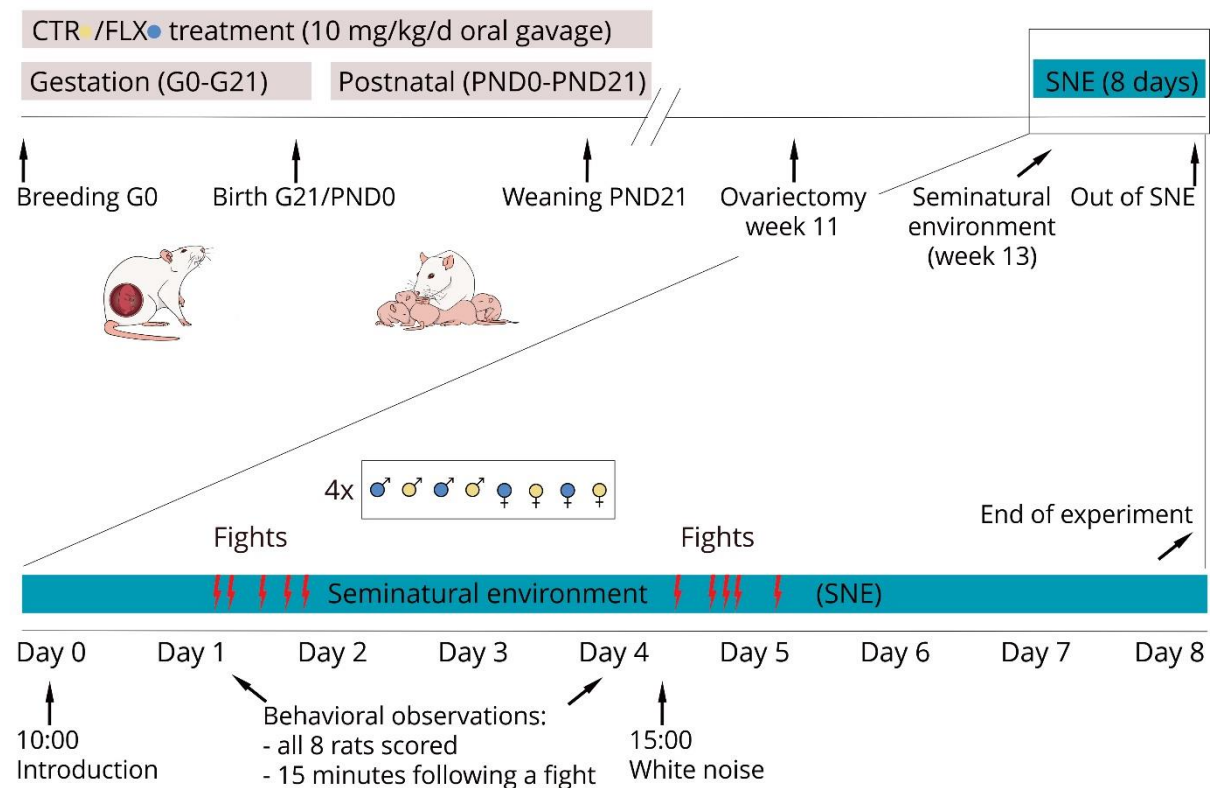 CTR /FLX treatment (10 mg/kg/d oral gavage)
Gestation (G0-G21)
Postnatal (PND0-PND21)
SNE (8 days)
Breeding G0
Birth G21/PND0
Weaning PND21
Ovariectomy
week 11
Seminatural
environment
(week 13)
Out of SNE
4x
Fights
Fights
End of experiment
Seminatural environment
(SNE)
Day 0
Day 1
Day 2
Day 3
Day 4
Day 5
Day 6
Day 7
Day 8
10:00
Introduction
Behavioral observations:
- all 8 rats scored
- 15 minutes following a fight
15:00
White noise